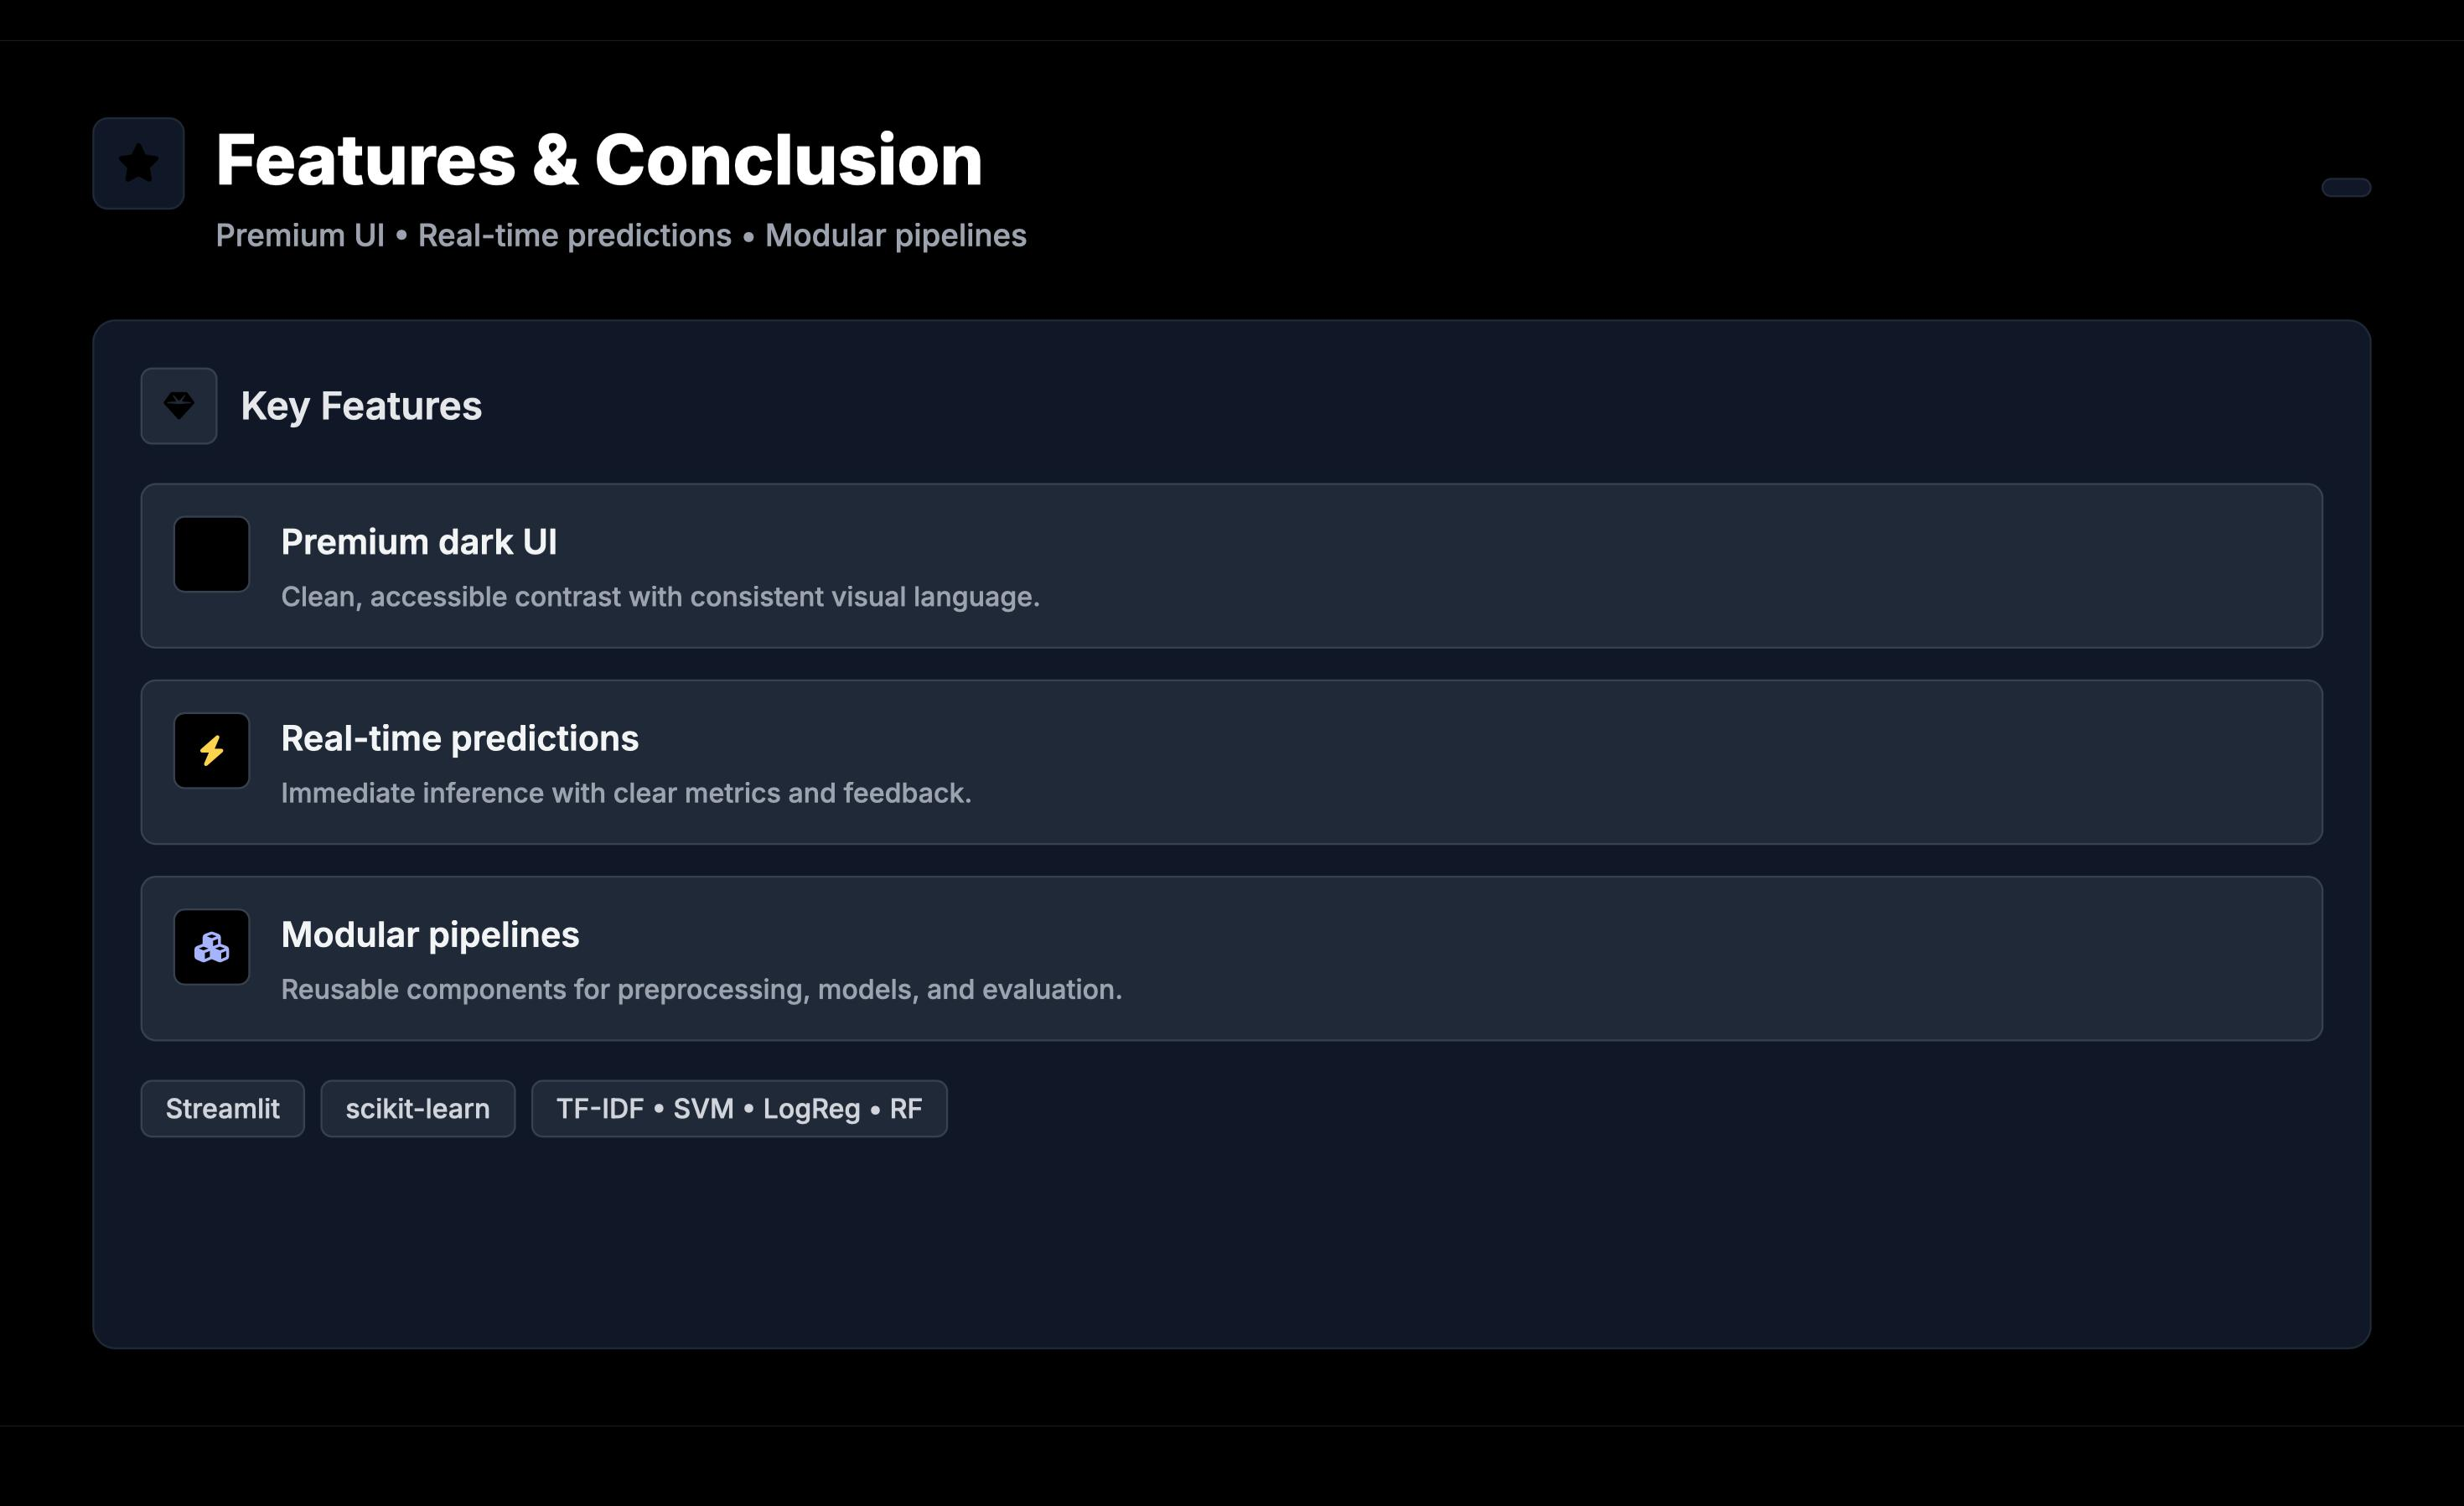 Features & Conclusion
Premium UI • Real-time predictions • Modular pipelines
Key Features
Premium dark UI
Clean, accessible contrast with consistent visual language.
Real-time predictions
Immediate inference with clear metrics and feedback.
Modular pipelines
Reusable components for preprocessing, models, and evaluation.
Streamlit scikit-learn TF-IDF • SVM • LogReg • RF